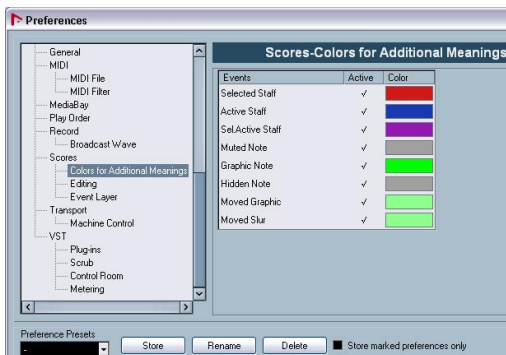 Preferences
General
MIDI
MIDI File
MIDI Filter
MediaBay
Play Order
Record
Broadcast Wave
Scores
Colors for Additional Meanings
Editing
Event Layer
Transport
Machine Control
VST
Plug-ins
Scrub
Control Room
Metering
Scores-Colors for Additional Meanings
Events Active Color
Selected Staff
Active Staff
Sel.Active Staff
Muted Note
Graphic Note
Hidden Note
Moved Graphic
Moved Slur
Preference Presets
-
Store Rename Delete Store marked preferences only